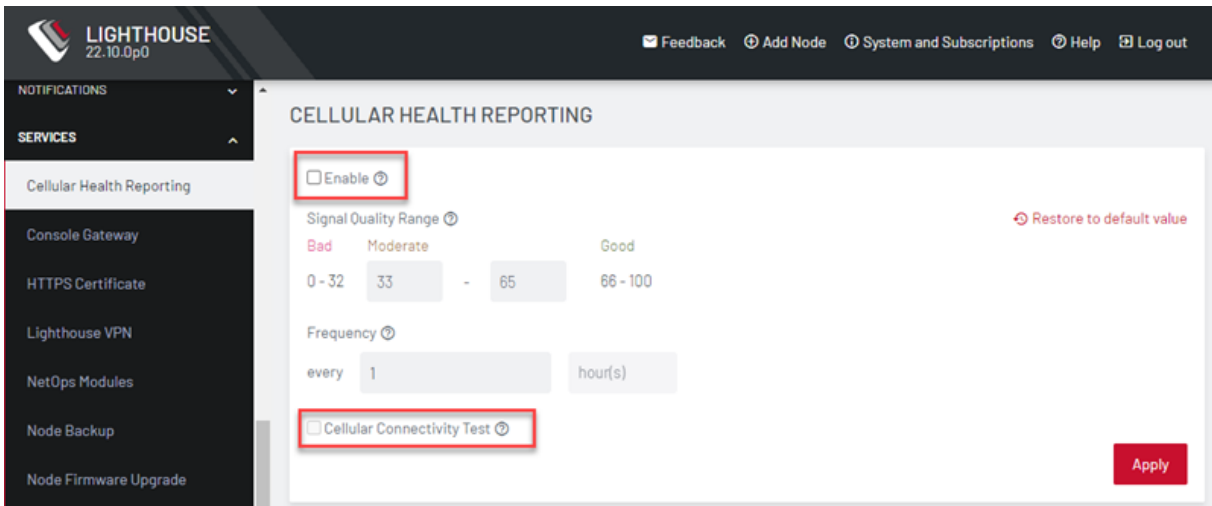 LIGHTHOUSE
22.10.0p0
Feedback Add Node System and Subscriptions Help Log out
NOTIFICATIONS
SERVICES
Cellular Health Reporting
Console Gateway
HTTPS Certificate
Lighthouse VPN
NetOps Modules
Node Backup
Node Firmware Upgrade
CELLULAR HEALTH REPORTING
Enable
Signal Quality Range
Restore to default value
Bad Moderate Good
0 - 32 33 - 65 66 - 100
Frequency
every 1 hour(s)
Cellular Connectivity Test
Apply